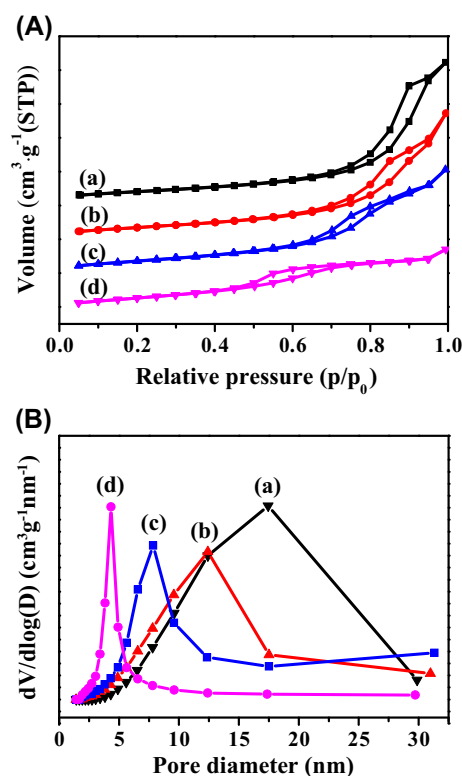 (A)
Volume (cm³·g⁻¹(STP))
(a)
(b)
(c)
(d)
0.0 0.2 0.4 0.6 0.8 1.0
Relative pressure (p/p₀)
(B)
dV/dlog(D) (cm³g⁻¹nm⁻¹)
(d)
(c)
(b)
(a)
0 5 10 15 20 25 30
Pore diameter (nm)